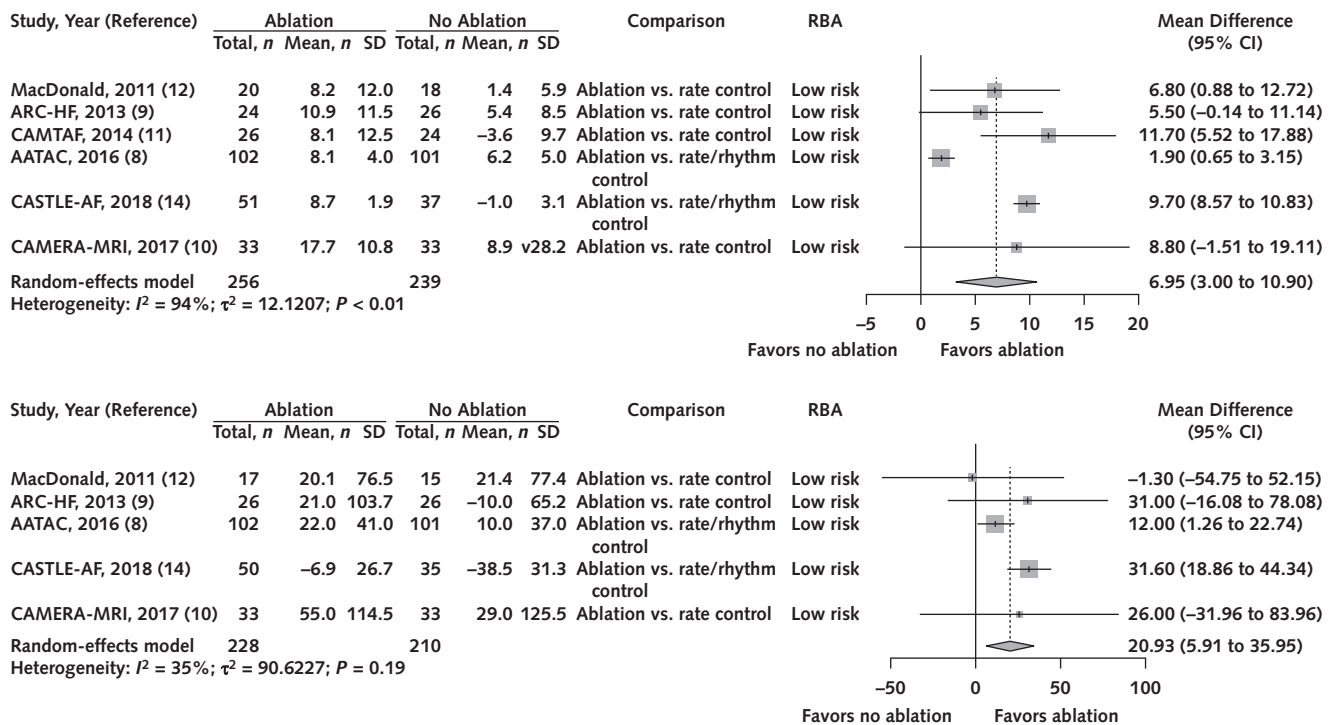 Study, Year (Reference) Ablation No Ablation Comparison RBA Mean Difference
Total, n Mean, n SD Total, n Mean, n SD (95% CI)
MacDonald, 2011 (12) 20 8.2 12.0 18 1.4 5.9 Ablation vs. rate control Low risk 6.80 (0.88 to 12.72)
ARC-HF, 2013 (9) 24 10.9 11.5 26 5.4 8.5 Ablation vs. rate control Low risk 5.50 (−0.14 to 11.14)
CAMTAF, 2014 (11) 26 8.1 12.5 24 −3.6 9.7 Ablation vs. rate control Low risk 11.70 (5.52 to 17.88)
AATAC, 2016 (8) 102 8.1 4.0 101 6.2 5.0 Ablation vs. rate/rhythm Low risk 1.90 (0.65 to 3.15)
control
CASTLE-AF, 2018 (14) 51 8.7 1.9 37 −1.0 3.1 Ablation vs. rate/rhythm Low risk 9.70 (8.57 to 10.83)
control
CAMERA-MRI, 2017 (10) 33 17.7 10.8 33 8.9 v28.2 Ablation vs. rate control Low risk 8.80 (−1.51 to 19.11)
Random-effects model 256 239 6.95 (3.00 to 10.90)
Heterogeneity: I² = 94%; τ² = 12.1207; P < 0.01
−5 0 5 10 15 20
Favors no ablation Favors ablation
Study, Year (Reference) Ablation No Ablation Comparison RBA Mean Difference
Total, n Mean, n SD Total, n Mean, n SD (95% CI)
MacDonald, 2011 (12) 17 20.1 76.5 15 21.4 77.4 Ablation vs. rate control Low risk −1.30 (−54.75 to 52.15)
ARC-HF, 2013 (9) 26 21.0 103.7 26 −10.0 65.2 Ablation vs. rate control Low risk 31.00 (−16.08 to 78.08)
AATAC, 2016 (8) 102 22.0 41.0 101 10.0 37.0 Ablation vs. rate/rhythm Low risk 12.00 (1.26 to 22.74)
control
CASTLE-AF, 2018 (14) 50 −6.9 26.7 35 −38.5 31.3 Ablation vs. rate/rhythm Low risk 31.60 (18.86 to 44.34)
control
CAMERA-MRI, 2017 (10) 33 55.0 114.5 33 29.0 125.5 Ablation vs. rate control Low risk 26.00 (−31.96 to 83.96)
Random-effects model 228 210 20.93 (5.91 to 35.95)
Heterogeneity: I² = 35%; τ² = 90.6227; P = 0.19
−50 0 50 100
Favors no ablation Favors ablation